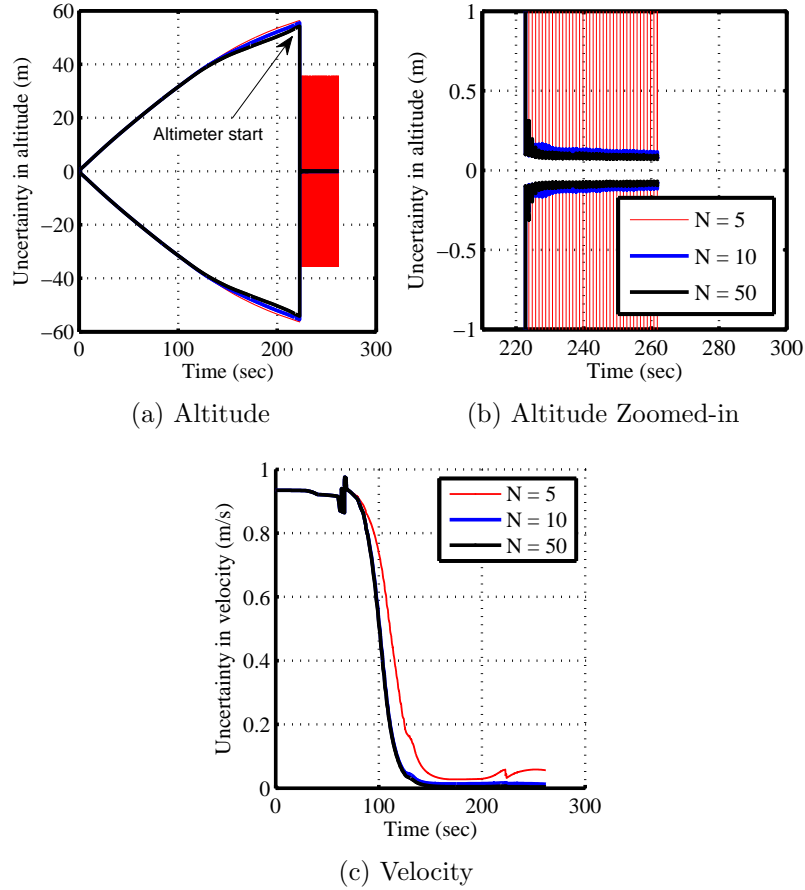 60
40
20
0
−20
−40
−60
0
100
200
300
Uncertainty in altitude (m)
Time (sec)
Altimeter start
(a) Altitude
1
0.5
0
−0.5
−1
220
240
260
280
300
Uncertainty in altitude (m)
Time (sec)
N = 5
N = 10
N = 50
(b) Altitude Zoomed-in
1
0.8
0.6
0.4
0.2
0
0
100
200
300
Uncertainty in velocity (m/s)
Time (sec)
N = 5
N = 10
N = 50
(c) Velocity